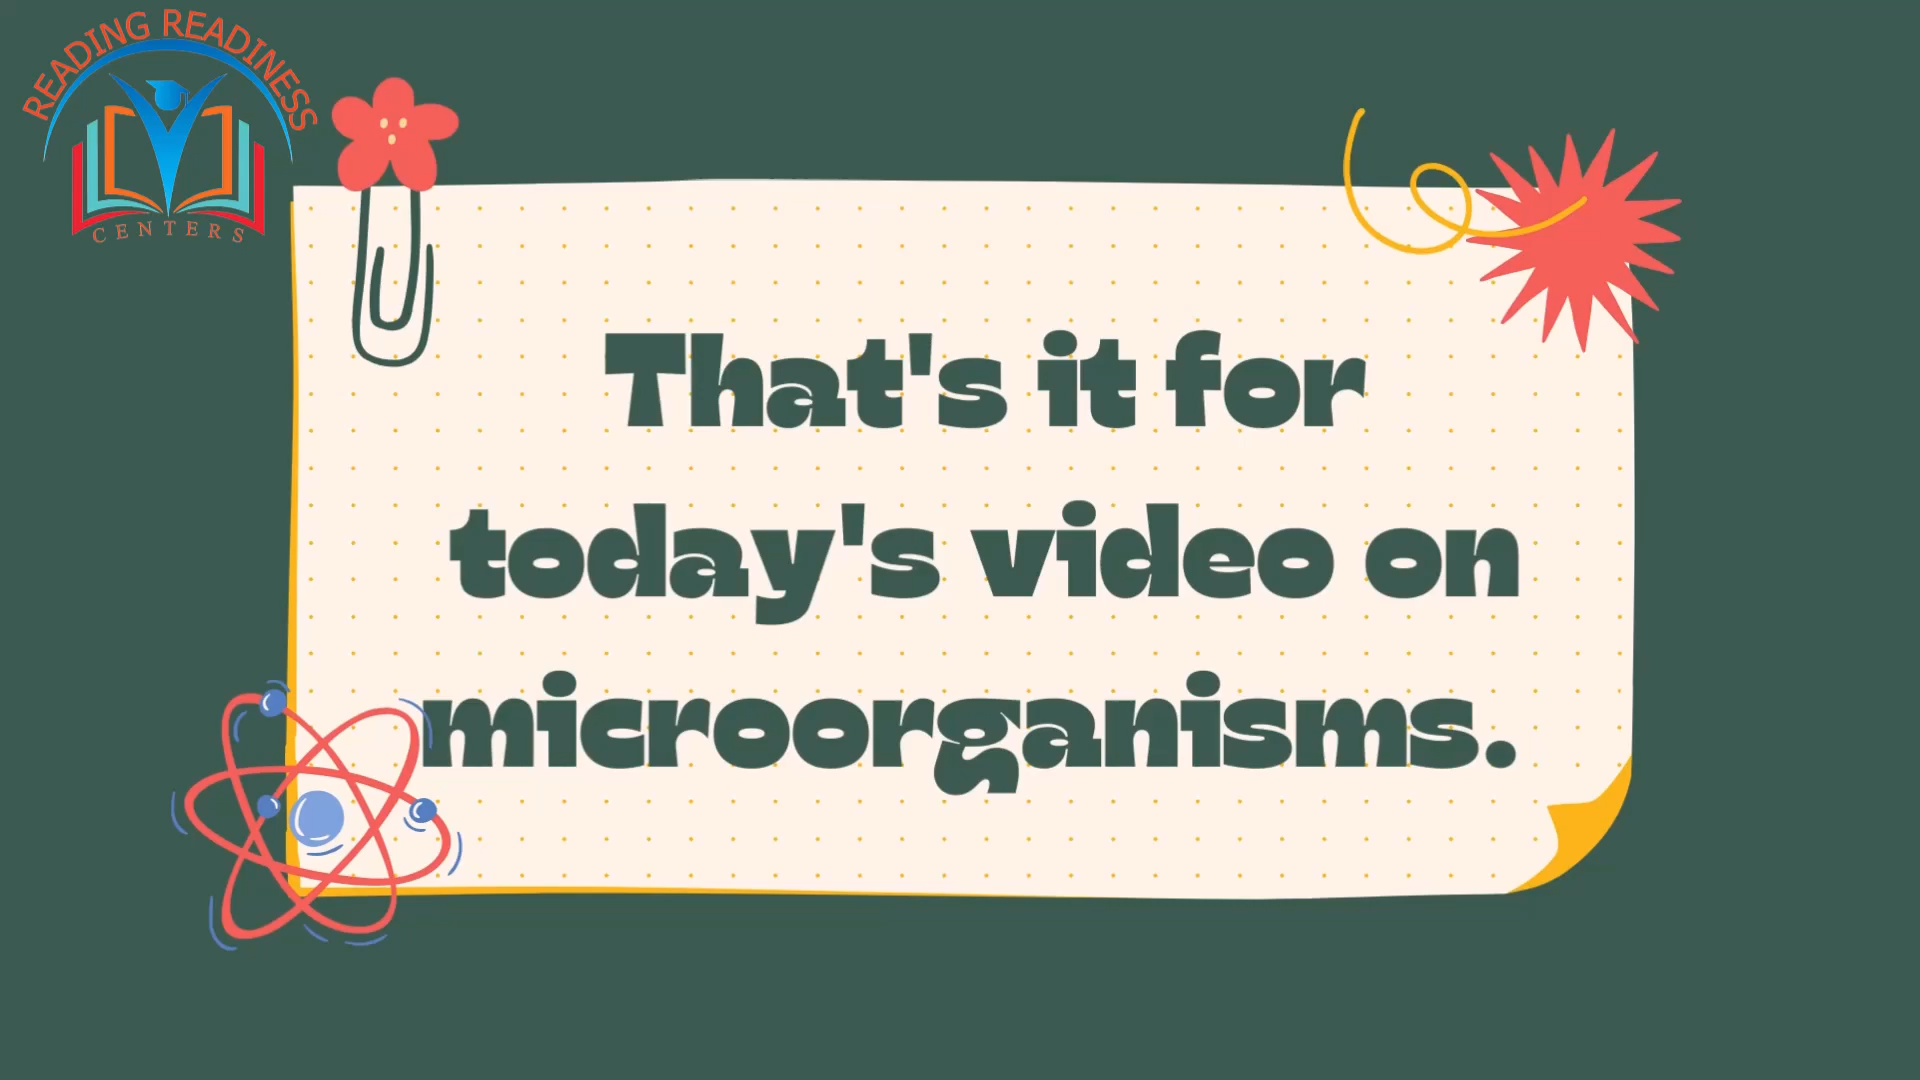 READING READINESS
CENTERS
That's it for
today's video on
microorganisms.